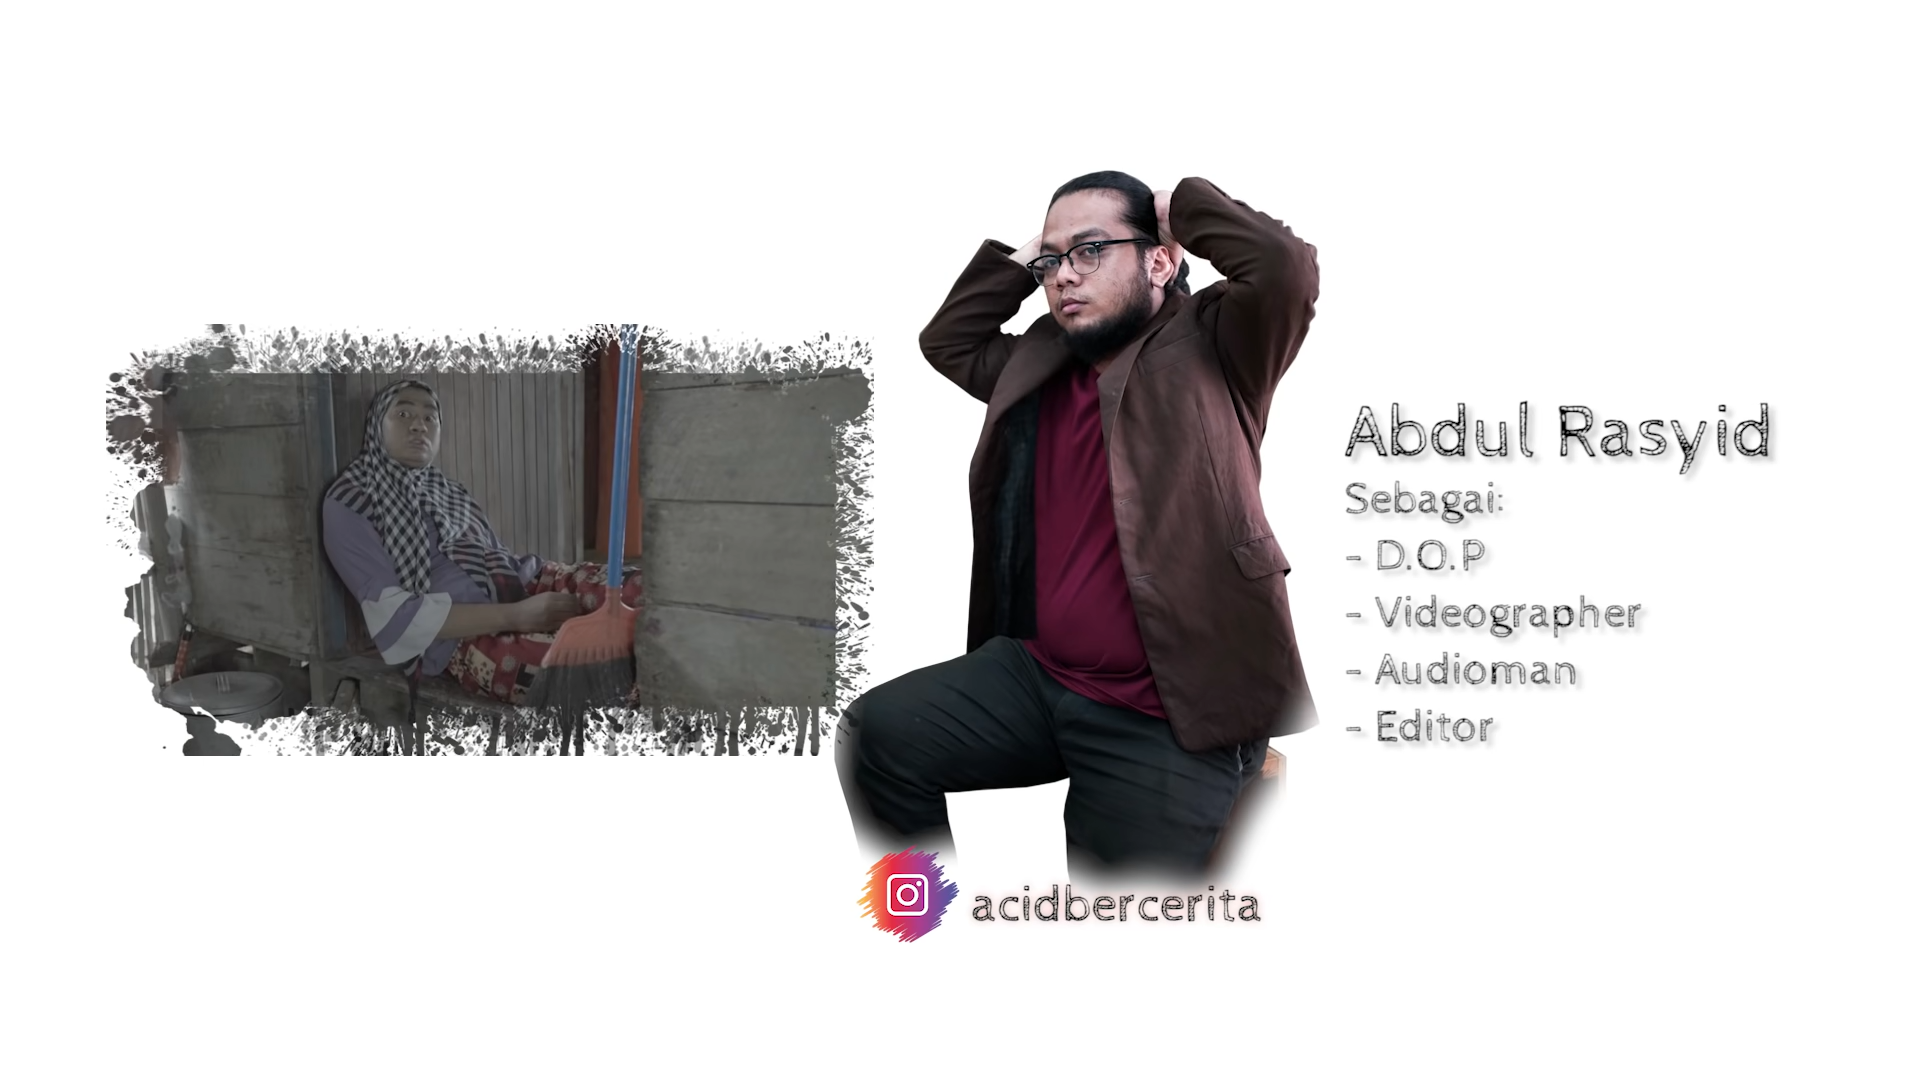 Abdul Rasyid
Sebagai:
- D.O.P
- Videographer
- Audioman
- Editor
acidbercerita